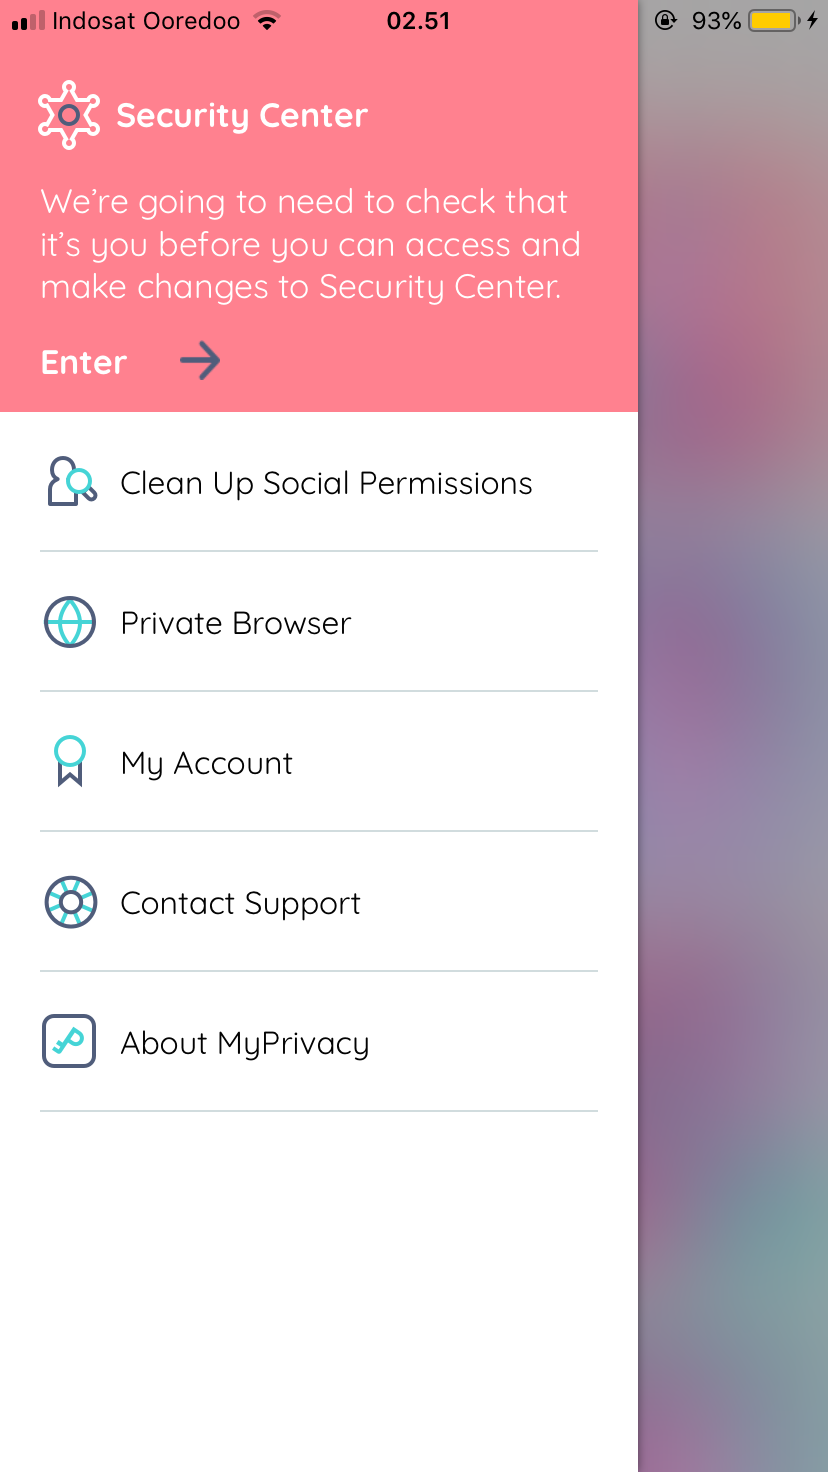 Indosat Ooredoo 02.51 93%
Security Center
We’re going to need to check that
it’s you before you can access and
make changes to Security Center.
Enter
Clean Up Social Permissions
Private Browser
My Account
Contact Support
About MyPrivacy